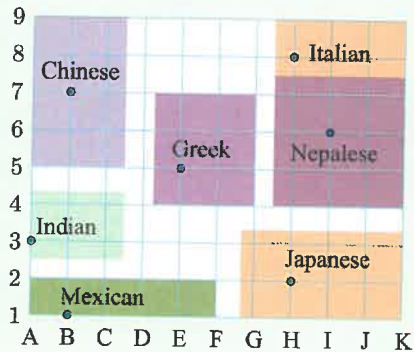 9
8
Italian
Chinese
7
6
Greek
Nepalese
5
4
Indian
3
Japanese
2
Mexican
1
A B C D E F G H I J K